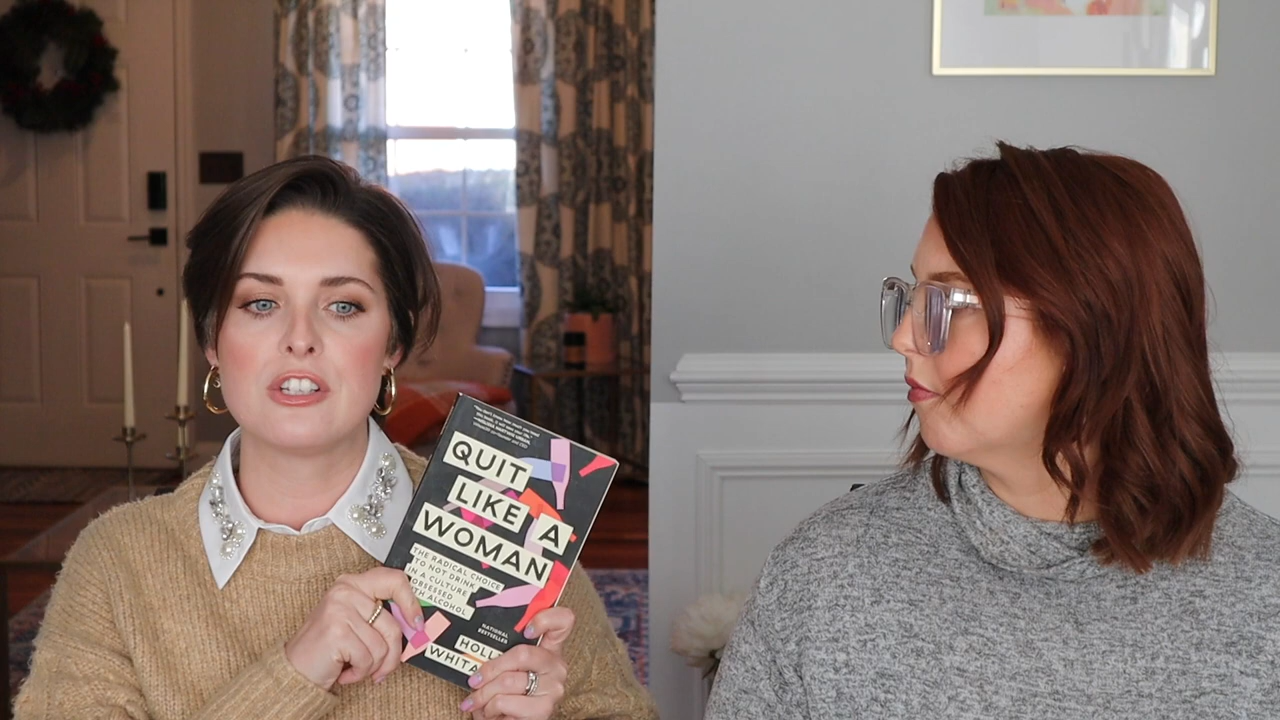 QUIT
LIKE A
WOMAN
THE RADICAL CHOICE
TO NOT DRINK
IN A CULTURE
OBSESSED
WITH ALCOHOL
NATIONAL
BESTSELLER
HOLLY
WHITA